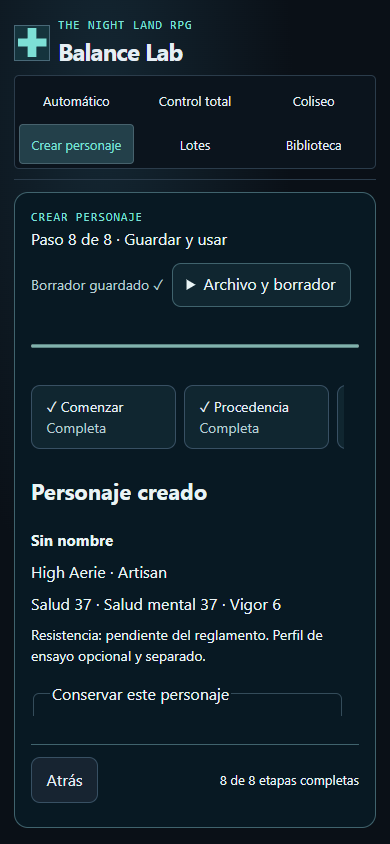 THE NIGHT LAND RPG
Balance Lab
Automático
Control total
Coliseo
Crear personaje
Lotes
Biblioteca
CREAR PERSONAJE
Paso 8 de 8 · Guardar y usar
Borrador guardado ✓
▶ Archivo y borrador
✓ Comenzar
Completa
✓ Procedencia
Completa
Personaje creado
Sin nombre
High Aerie · Artisan
Salud 37 · Salud mental 37 · Vigor 6
Resistencia: pendiente del reglamento. Perfil de
ensayo opcional y separado.
Conservar este personaje
Atrás
8 de 8 etapas completas